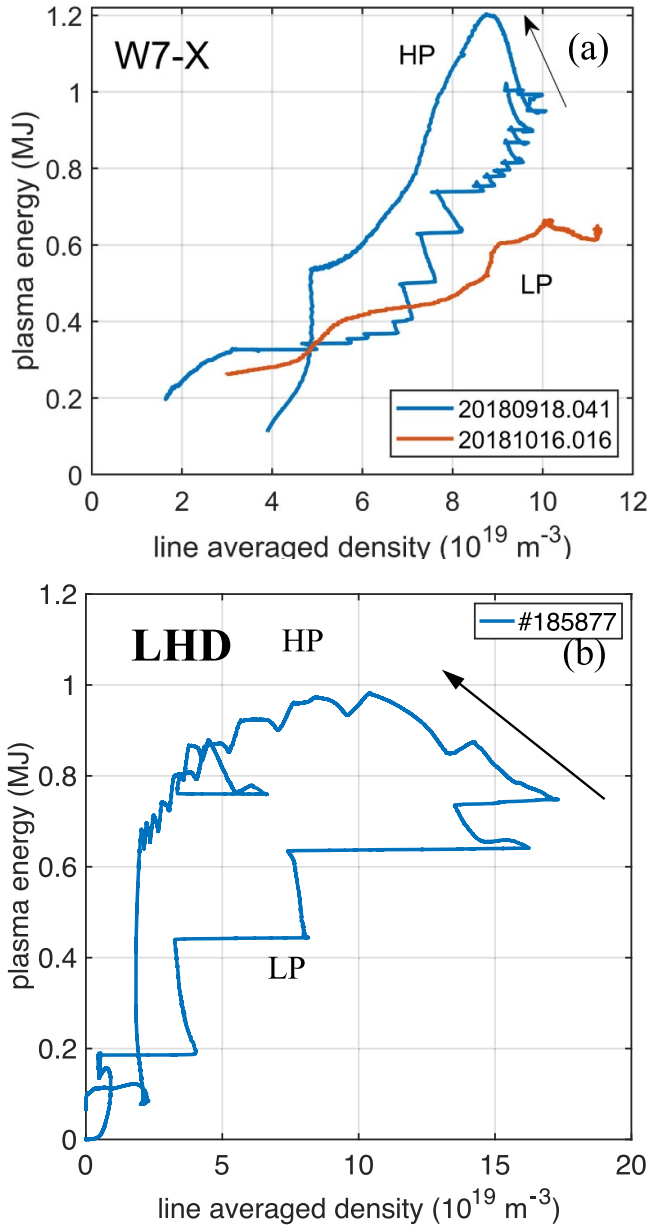 1.2
1
0.8
0.6
0.4
0.2
0
plasma energy (MJ)
W7-X
HP
(a)
LP
20180918.041
20181016.016
0 2 4 6 8 10 12
line averaged density (10^19 m^-3)
1.2
1
0.8
0.6
0.4
0.2
0
plasma energy (MJ)
#185877
LHD HP (b)
LP
0 5 10 15 20
line averaged density (10^19 m^-3)